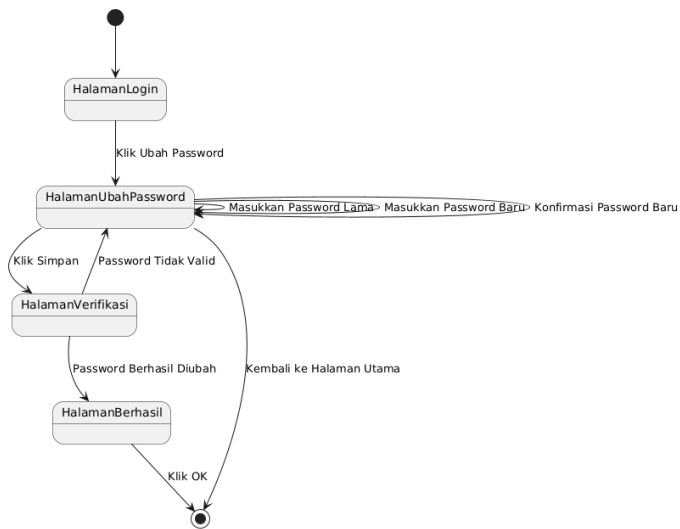 HalamanLogin
Klik Ubah Password
HalamanUbahPassword
Masukkan Password Lama
Masukkan Password Baru
Konfirmasi Password Baru
Klik Simpan
Password Tidak Valid
HalamanVerifikasi
Password Berhasil Diubah
Kembali ke Halaman Utama
HalamanBerhasil
Klik OK